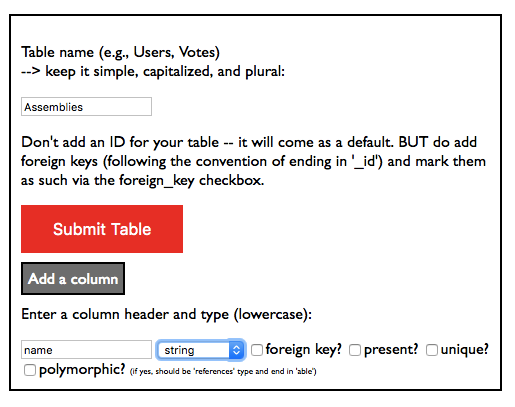 Table name (e.g., Users, Votes)
--> keep it simple, capitalized, and plural:
Assemblies
Don't add an ID for your table -- it will come as a default. BUT do add
foreign keys (following the convention of ending in '_id') and mark them
as such via the foreign_key checkbox.
Submit Table
Add a column
Enter a column header and type (lowercase):
name string foreign key? present? unique?
polymorphic? (if yes, should be 'references' type and end in 'able')